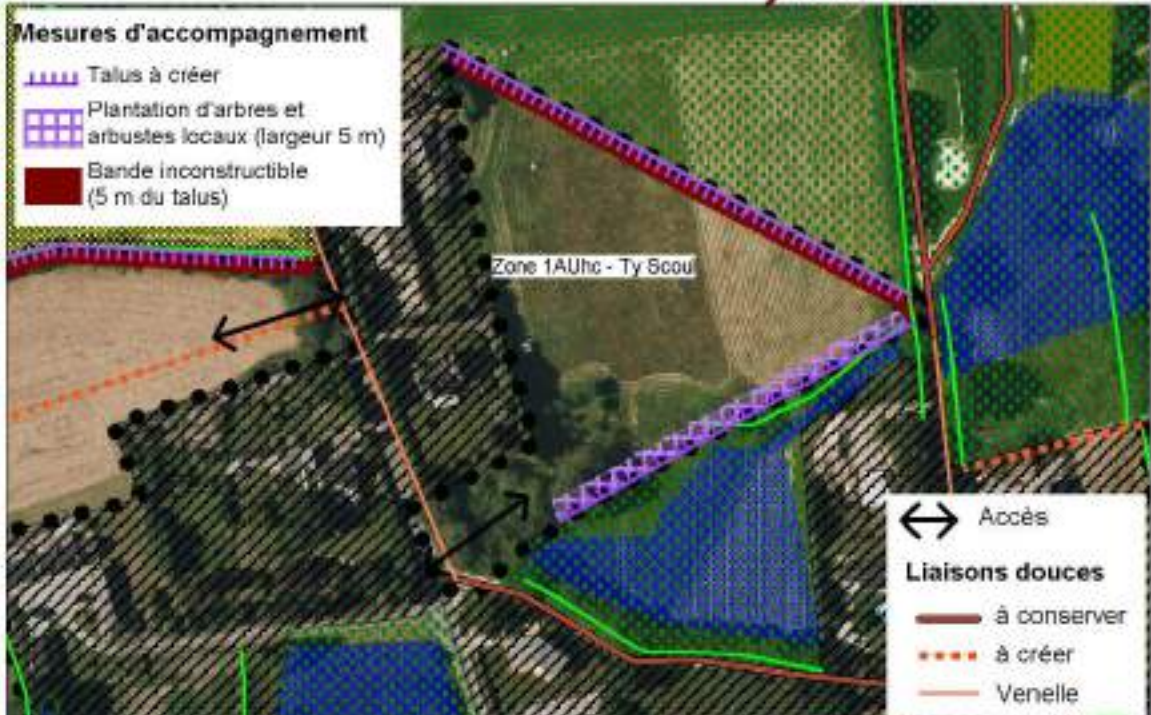 Mesures d'accompagnement
Talus à créer
Plantation d'arbres et
arbustes locaux (largeur 5 m)
Bande inconstructible
(5 m du talus)
Zone 1AUhc - Ty Scoul
Accès
Liaisons douces
à conserver
à créer
Venelle